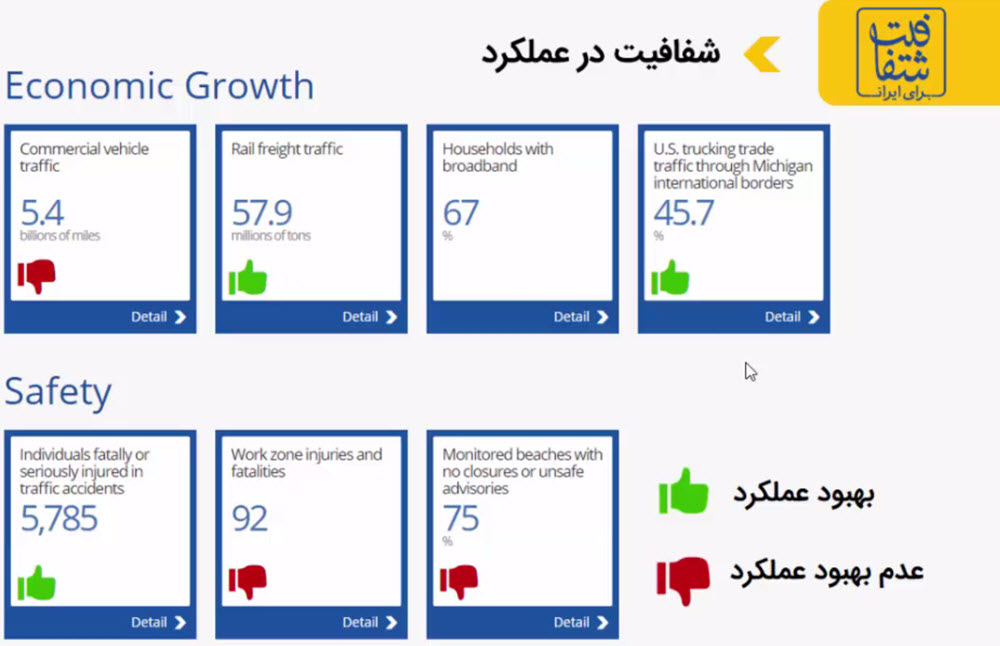 شفافیت
برای ایران
شفافیت در عملکرد
Economic Growth
Commercial vehicle
traffic
5.4
billions of miles
Detail
Rail freight traffic
57.9
millions of tons
Detail
Households with
broadband
67
%
Detail
U.S. trucking trade
traffic through Michigan
international borders
45.7
%
Detail
Safety
Individuals fatally or
seriously injured in
traffic accidents
5,785
Detail
Work zone injuries and
fatalities
92
Detail
Monitored beaches with
no closures or unsafe
advisories
75
%
Detail
بهبود عملکرد
عدم بهبود عملکرد